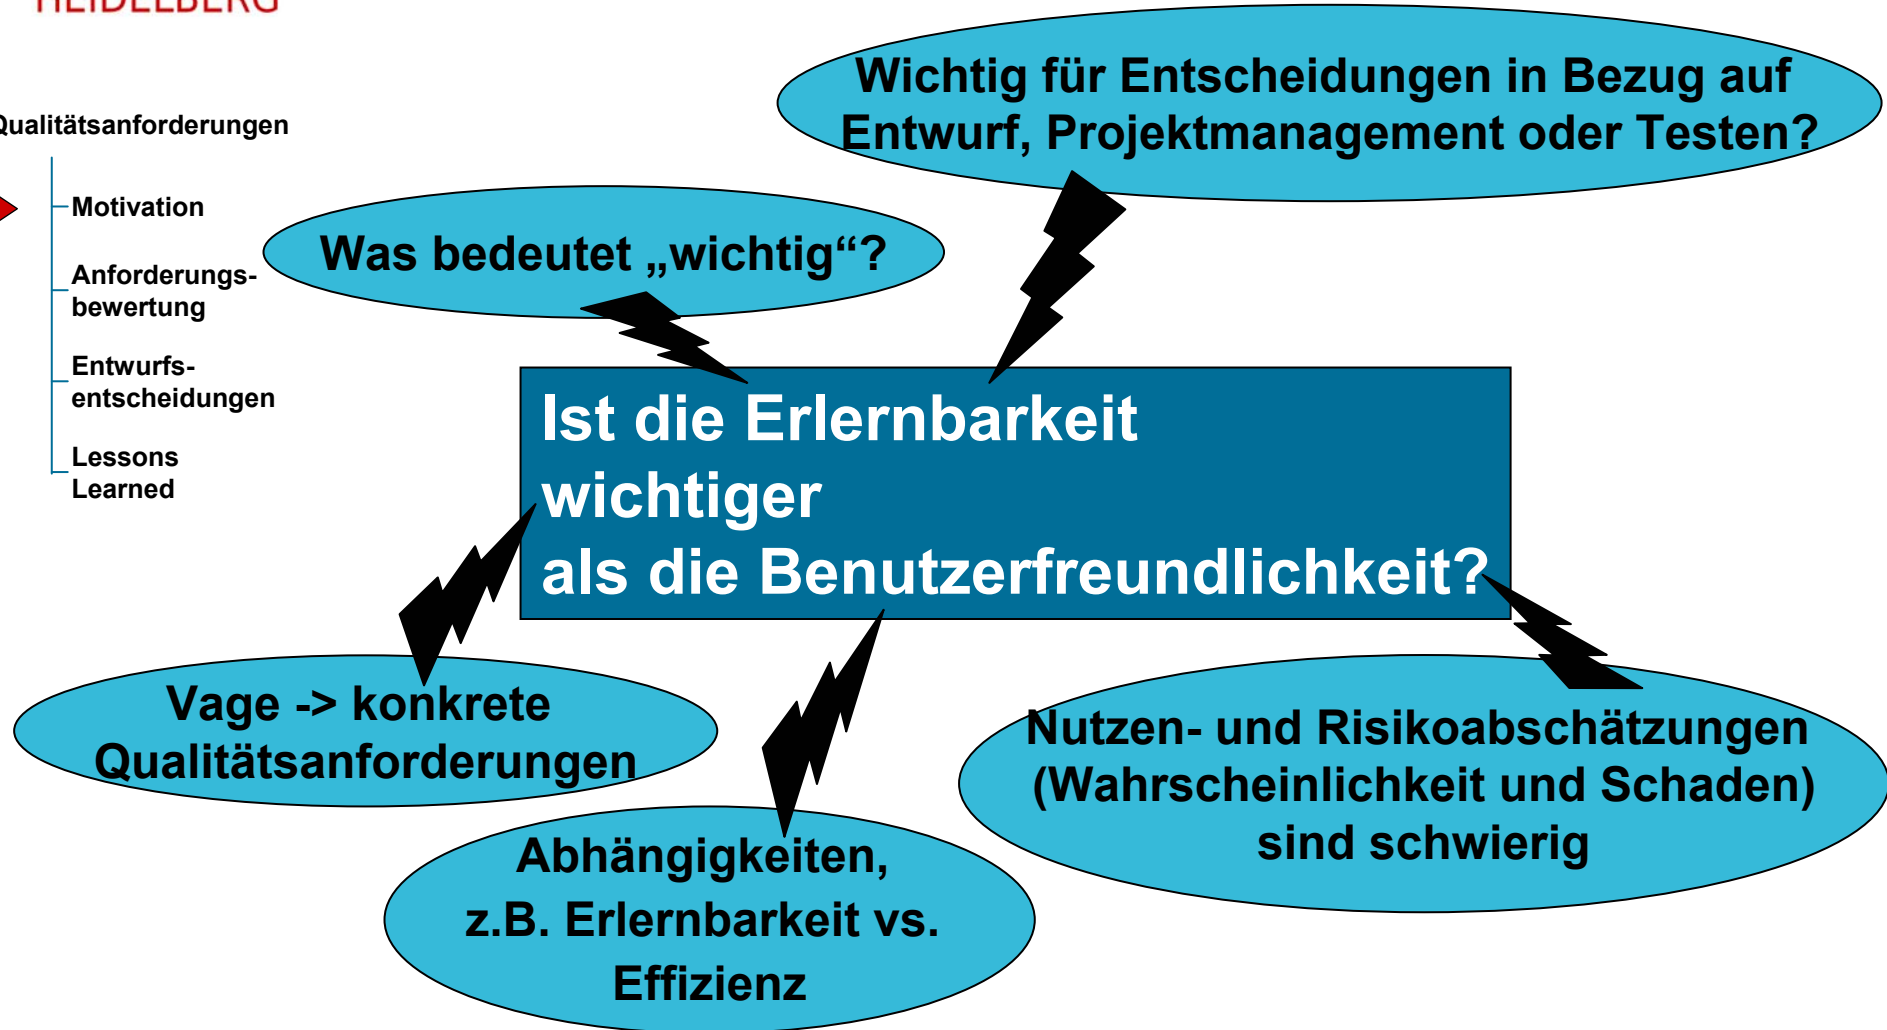 HEIDELBERG
Qualitätsanforderungen
Motivation
Anforderungs-
bewertung
Entwurfs-
entscheidungen
Lessons
Learned
Wichtig für Entscheidungen in Bezug auf
Entwurf, Projektmanagement oder Testen?
Was bedeutet „wichtig“?
Ist die Erlernbarkeit
wichtiger
als die Benutzerfreundlichkeit?
Vage -> konkrete
Qualitätsanforderungen
Abhängigkeiten,
z.B. Erlernbarkeit vs.
Effizienz
Nutzen- und Risikoabschätzungen
(Wahrscheinlichkeit und Schaden)
sind schwierig